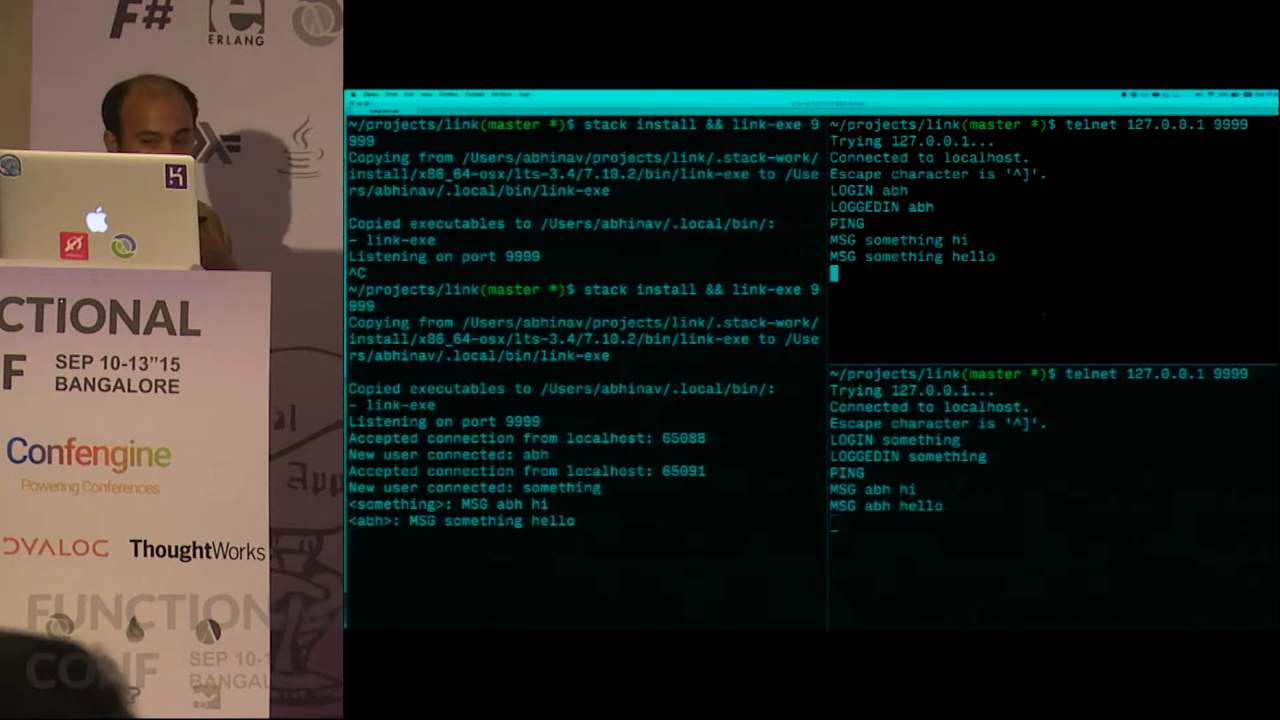 F#
ERLANG
CTIONAL
F
SEP 10-13"15
BANGALORE
Confengine
Powering Conferences
DYALOG
ThoughtWorks
FUNCTION
CONF
SEP 10-1
BANGAL
~/projects/link(master *)$ stack install && link-exe 9
999
Copying from /Users/abhinav/projects/link/.stack-work/
install/x86_64-osx/lts-3.4/7.10.2/bin/link-exe to /Use
rs/abhinav/.local/bin/link-exe
Copied executables to /Users/abhinav/.local/bin/:
- link-exe
Listening on port 9999
^C
~/projects/link(master *)$ stack install && link-exe 9
999
Copying from /Users/abhinav/projects/link/.stack-work/
install/x86_64-osx/lts-3.4/7.10.2/bin/link-exe to /Use
rs/abhinav/.local/bin/link-exe
Copied executables to /Users/abhinav/.local/bin/:
- link-exe
Listening on port 9999
Accepted connection from localhost: 65088
New user connected: abh
Accepted connection from localhost: 65091
New user connected: something
<something>: MSG abh hi
<abh>: MSG something hello
~/projects/link(master *)$ telnet 127.0.0.1 9999
Trying 127.0.0.1...
Connected to localhost.
Escape character is '^]'.
LOGIN abh
LOGGEDIN abh
PING
MSG something hi
MSG something hello
~/projects/link(master *)$ telnet 127.0.0.1 9999
Trying 127.0.0.1...
Connected to localhost.
Escape character is '^]'.
LOGIN something
LOGGEDIN something
PING
MSG abh hi
MSG abh hello